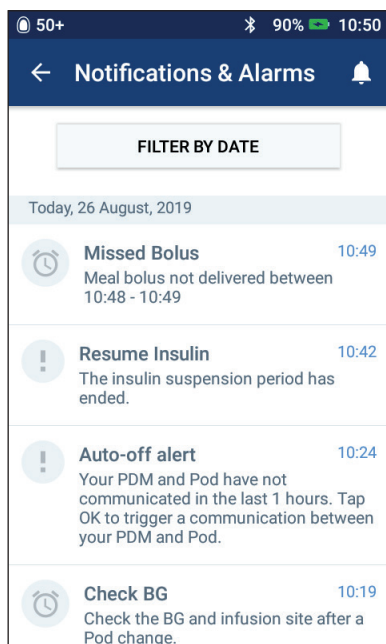 50+ 90% 10:50
Notifications & Alarms
FILTER BY DATE
Today, 26 August, 2019
Missed Bolus 10:49
Meal bolus not delivered between
10:48 - 10:49
Resume Insulin 10:42
The insulin suspension period has
ended.
Auto-off alert 10:24
Your PDM and Pod have not
communicated in the last 1 hours. Tap
OK to trigger a communication between
your PDM and Pod.
Check BG 10:19
Check the BG and infusion site after a
Pod change.